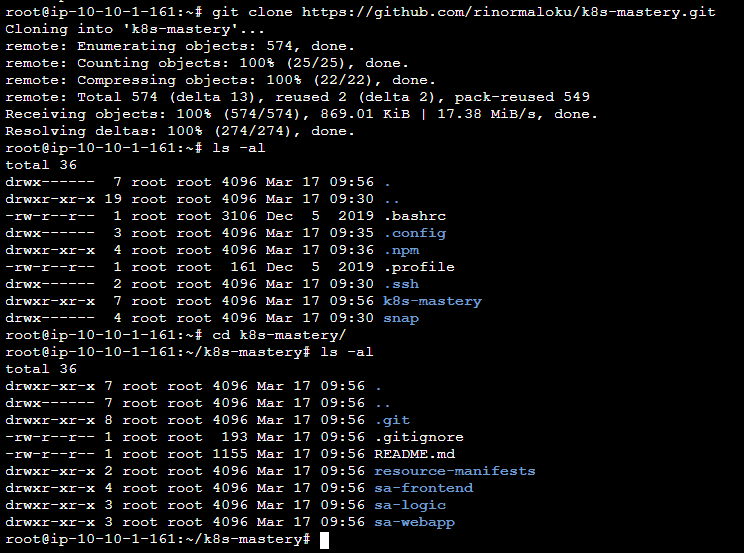 root@ip-10-10-1-161:~# git clone https://github.com/rinormaloku/k8s-mastery.git
Cloning into 'k8s-mastery'...
remote: Enumerating objects: 574, done.
remote: Counting objects: 100% (25/25), done.
remote: Compressing objects: 100% (22/22), done.
remote: Total 574 (delta 13), reused 2 (delta 2), pack-reused 549
Receiving objects: 100% (574/574), 869.01 KiB | 17.38 MiB/s, done.
Resolving deltas: 100% (274/274), done.
root@ip-10-10-1-161:~# ls -al
total 36
drwx------  7 root root 4096 Mar 17 09:56 .
drwxr-xr-x 19 root root 4096 Mar 17 09:30 ..
-rw-r--r--  1 root root 3106 Dec  5  2019 .bashrc
drwx------  3 root root 4096 Mar 17 09:35 .config
drwxr-xr-x  4 root root 4096 Mar 17 09:36 .npm
-rw-r--r--  1 root root  161 Dec  5  2019 .profile
drwx------  2 root root 4096 Mar 17 09:30 .ssh
drwxr-xr-x  7 root root 4096 Mar 17 09:56 k8s-mastery
drwx------  4 root root 4096 Mar 17 09:30 snap
root@ip-10-10-1-161:~# cd k8s-mastery/
root@ip-10-10-1-161:~/k8s-mastery# ls -al
total 36
drwxr-xr-x 7 root root 4096 Mar 17 09:56 .
drwx------ 7 root root 4096 Mar 17 09:56 ..
drwxr-xr-x 8 root root 4096 Mar 17 09:56 .git
-rw-r--r-- 1 root root  193 Mar 17 09:56 .gitignore
-rw-r--r-- 1 root root 1155 Mar 17 09:56 README.md
drwxr-xr-x 2 root root 4096 Mar 17 09:56 resource-manifests
drwxr-xr-x 4 root root 4096 Mar 17 09:56 sa-frontend
drwxr-xr-x 3 root root 4096 Mar 17 09:56 sa-logic
drwxr-xr-x 3 root root 4096 Mar 17 09:56 sa-webapp
root@ip-10-10-1-161:~/k8s-mastery#